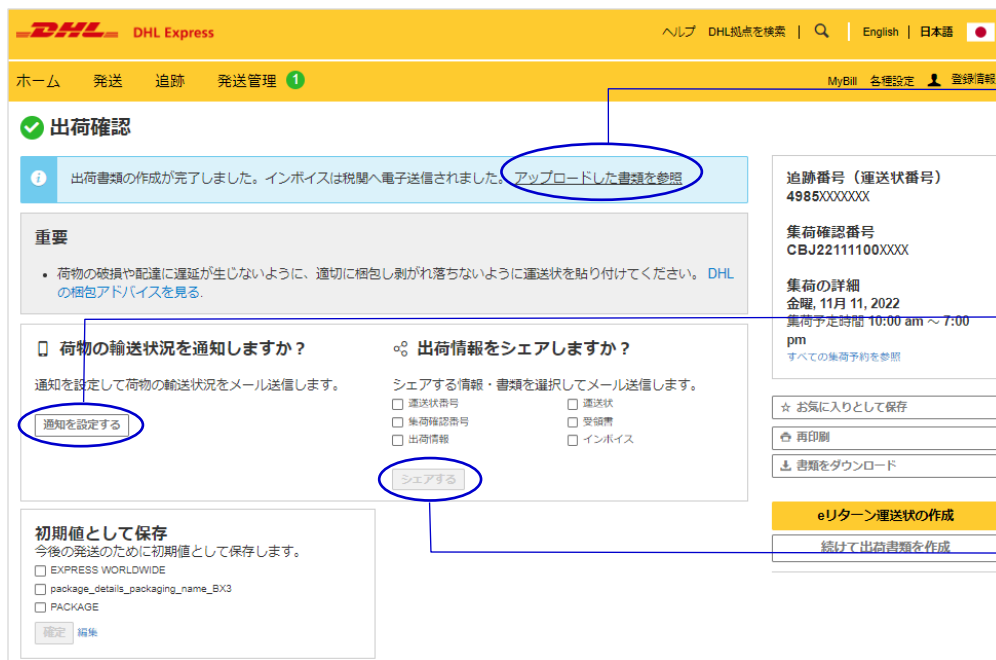 DHL DHL Express
ヘルプ DHL拠点を検索 | English | 日本語
ホーム 発送 追跡 発送管理 1
MyBill 各種設定 登録情報
出荷確認
出荷書類の作成が完了しました。インボイスは税関へ電子送信されました。 アップロードした書類を参照
重要
• 荷物の破損や配達に遅延が生じないように、適切に梱包し剥がれ落ちないように運送状を貼り付けてください。 DHL
の梱包アドバイスを見る.
荷物の輸送状況を通知しますか?
通知を設定して荷物の輸送状況をメール送信します。
通知を設定する
出荷情報をシェアしますか?
シェアする情報・書類を選択してメール送信します。
運送状番号 運送状
集荷確認番号 受領書
出荷情報 インボイス
シェアする
初期値として保存
今後の発送のために初期値として保存します。
EXPRESS WORLDWIDE
package_details_packaging_name_BX3
PACKAGE
確定 編集
追跡番号(運送状番号)
4985XXXXXXX
集荷確認番号
CBJ22111100XXXX
集荷の詳細
金曜, 11月 11, 2022
集荷予定時間 10:00 am ~ 7:00
pm
すべての集荷予約を参照
お気に入りとして保存
再印刷
書類をダウンロード
eリターン運送状の作成
続けて出荷書類を作成